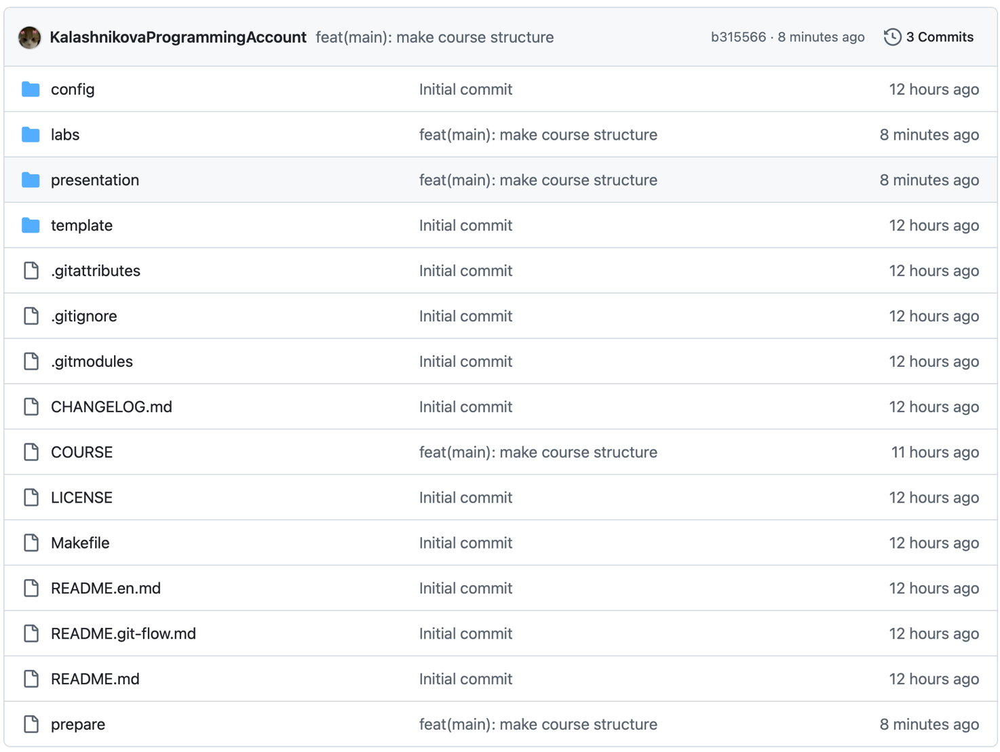 KalashnikovaProgrammingAccount feat(main): make course structure b315566 · 8 minutes ago 3 Commits
config Initial commit 12 hours ago
labs feat(main): make course structure 8 minutes ago
presentation feat(main): make course structure 8 minutes ago
template Initial commit 12 hours ago
.gitattributes Initial commit 12 hours ago
.gitignore Initial commit 12 hours ago
.gitmodules Initial commit 12 hours ago
CHANGELOG.md Initial commit 12 hours ago
COURSE feat(main): make course structure 11 hours ago
LICENSE Initial commit 12 hours ago
Makefile Initial commit 12 hours ago
README.en.md Initial commit 12 hours ago
README.git-flow.md Initial commit 12 hours ago
README.md Initial commit 12 hours ago
prepare feat(main): make course structure 8 minutes ago